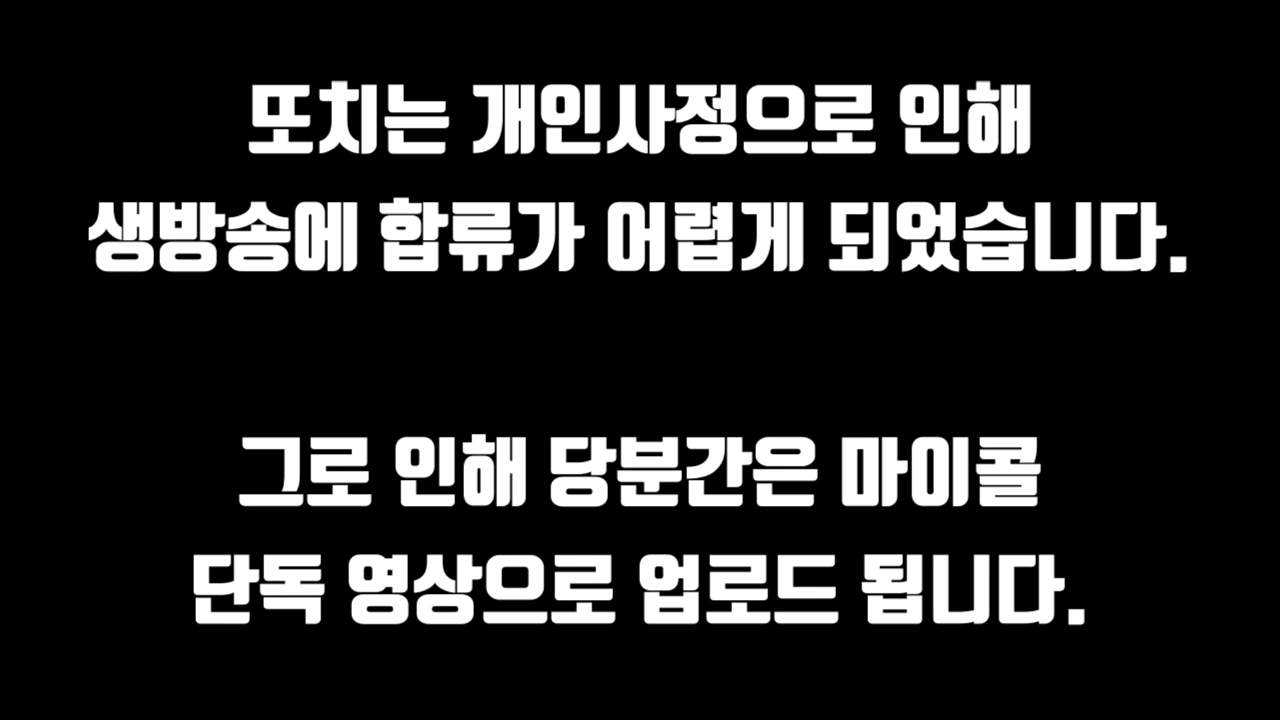 또치는 개인사정으로 인해
생방송에 합류가 어렵게 되었습니다.
그로 인해 당분간은 마이콜
단독 영상으로 업로드 됩니다.